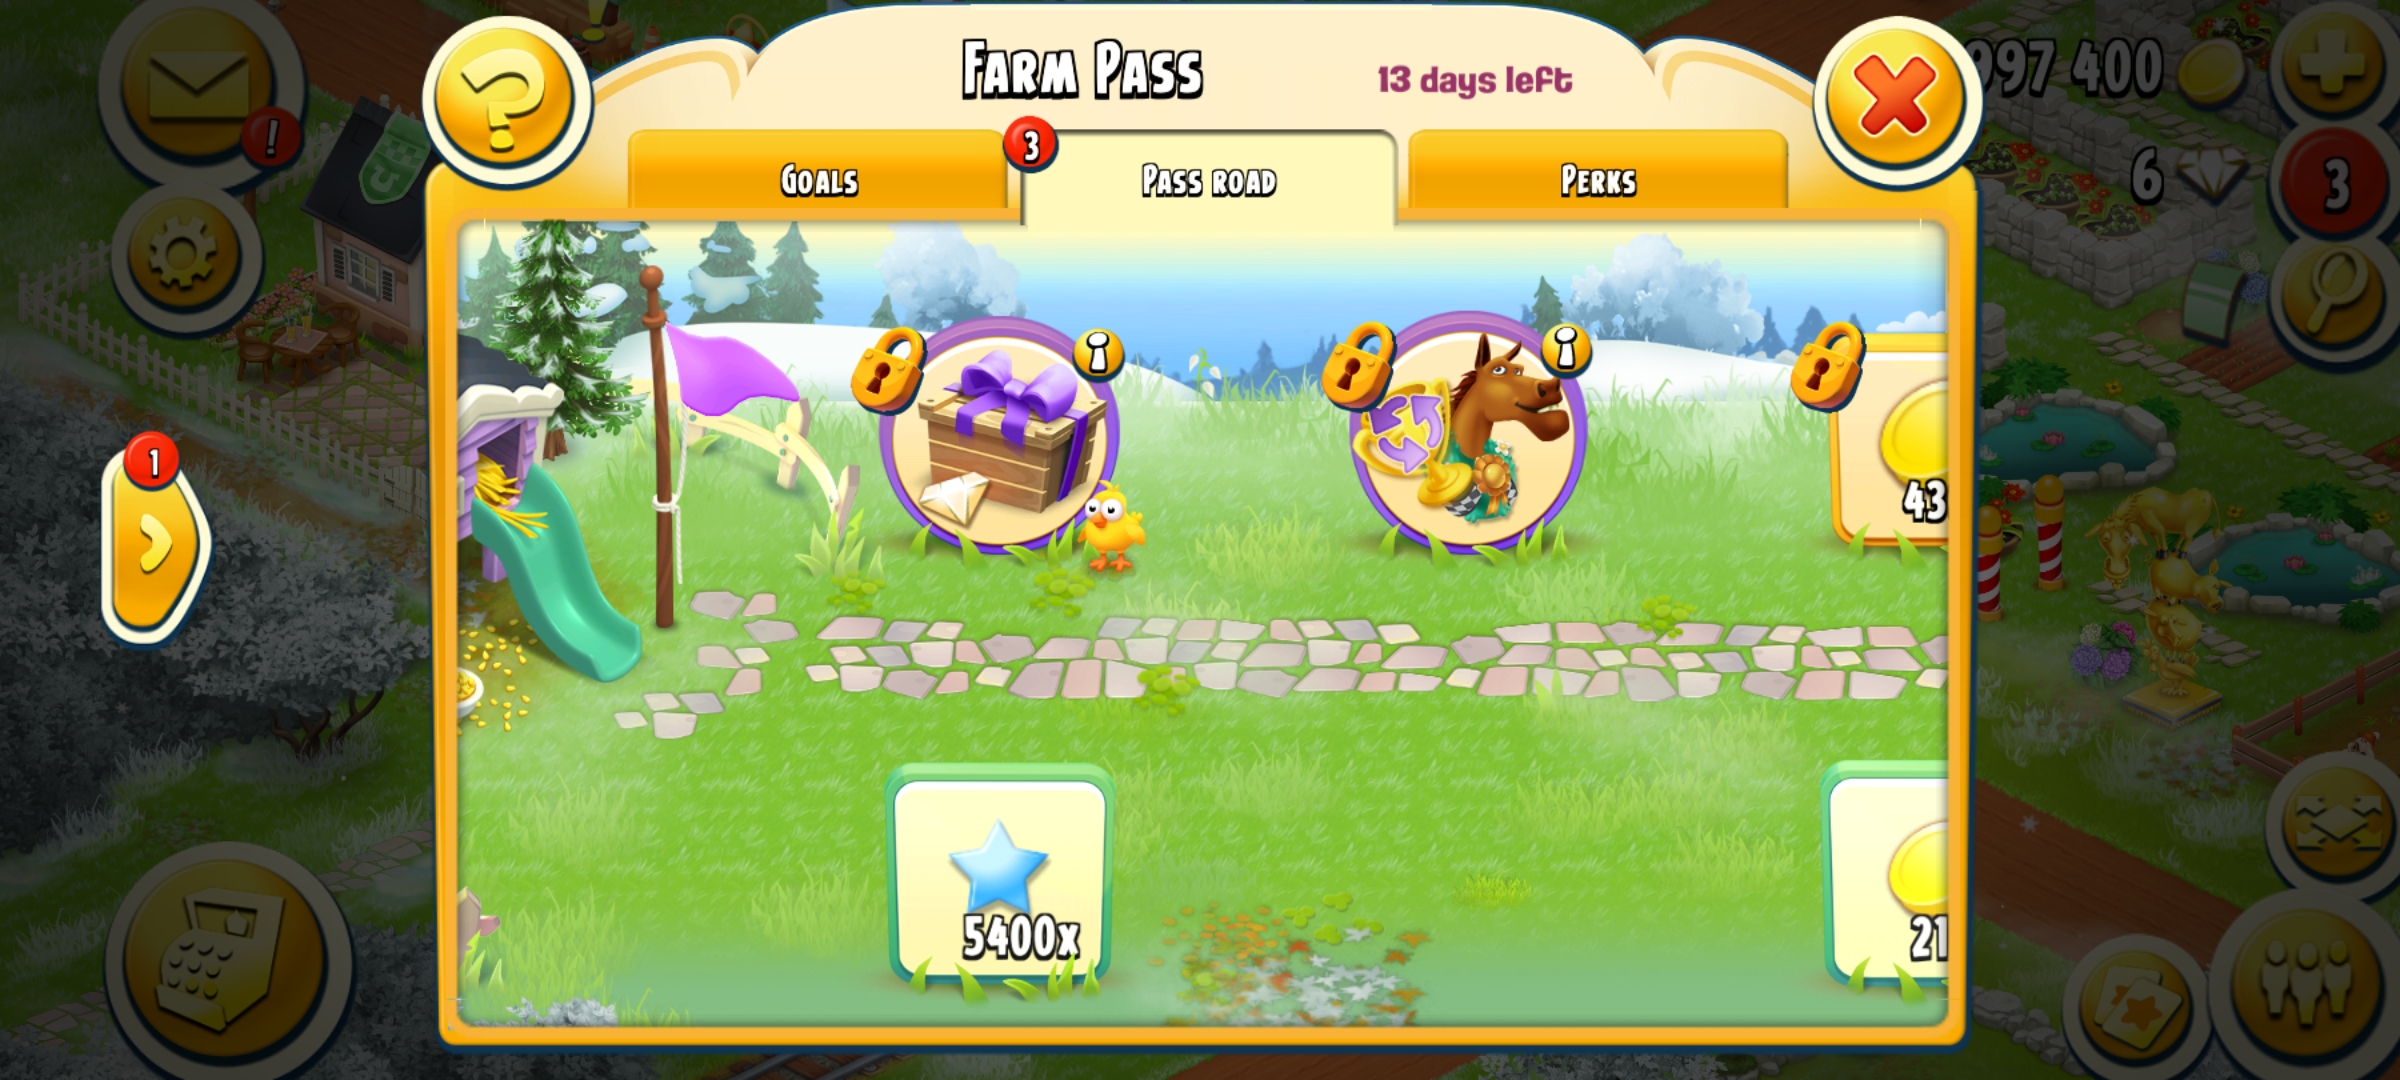 FARM PASS
13 days left
997 400
6
3
!
GOALS
3
PASS ROAD
PERKS
1
43
5400x
21